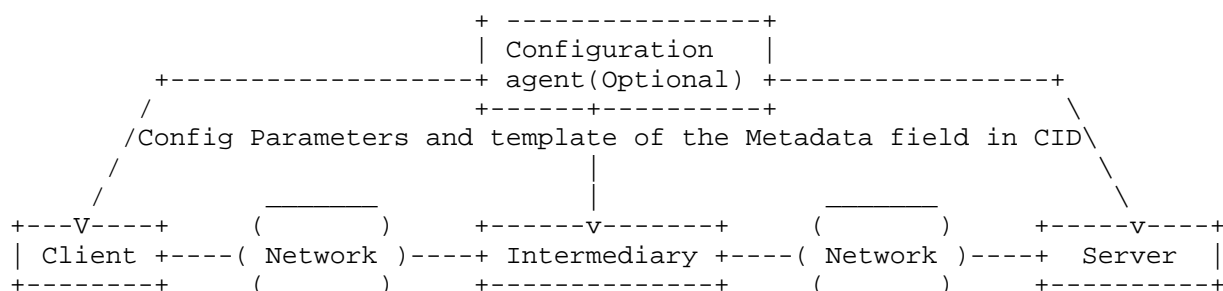 Configuration
agent(Optional)
Config Parameters and template of the Metadata field in CID
Client Network Intermediary Network Server